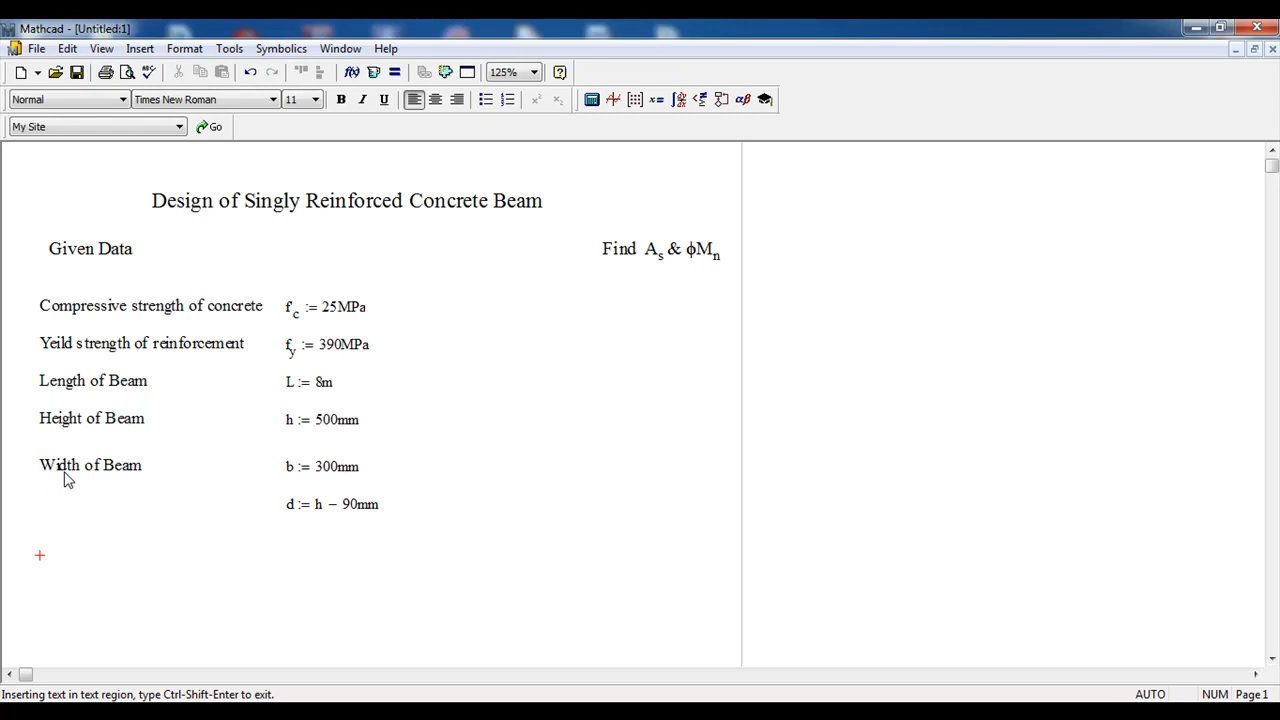 Mathcad - [Untitled:1]
File Edit View Insert Format Tools Symbolics Window Help
125%
Normal Times New Roman 11 B I U
My Site Go
Design of Singly Reinforced Concrete Beam
Given Data Find As & ϕMn
Compressive strength of concrete f'c := 25MPa
Yeild strength of reinforcement fy := 390MPa
Length of Beam L := 8m
Height of Beam h := 500mm
Width of Beam b := 300mm
d := h − 90mm
Inserting text in text region, type Ctrl-Shift-Enter to exit. AUTO NUM Page 1